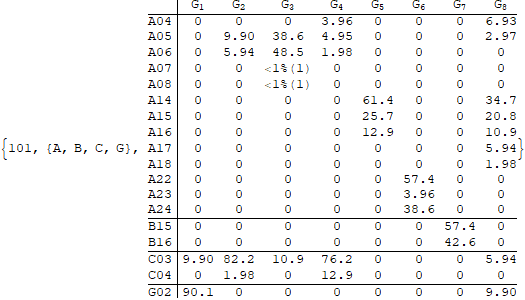 G1 G2 G3 G4 G5 G6 G7 G8
A04 0 0 0 3.96 0 0 0 6.93
A05 0 9.90 38.6 4.95 0 0 0 2.97
A06 0 5.94 48.5 1.98 0 0 0 0
A07 0 0 <1%(1) 0 0 0 0 0
A08 0 0 <1%(1) 0 0 0 0 0
A14 0 0 0 0 61.4 0 0 34.7
A15 0 0 0 0 25.7 0 0 20.8
A16 0 0 0 0 12.9 0 0 10.9
{101, {A, B, C, G}, A17 0 0 0 0 0 0 0 5.94}
A18 0 0 0 0 0 0 0 1.98
A22 0 0 0 0 0 57.4 0 0
A23 0 0 0 0 0 3.96 0 0
A24 0 0 0 0 0 38.6 0 0
B15 0 0 0 0 0 0 57.4 0
B16 0 0 0 0 0 0 42.6 0
C03 9.90 82.2 10.9 76.2 0 0 0 5.94
C04 0 1.98 0 12.9 0 0 0 0
G02 90.1 0 0 0 0 0 0 9.90